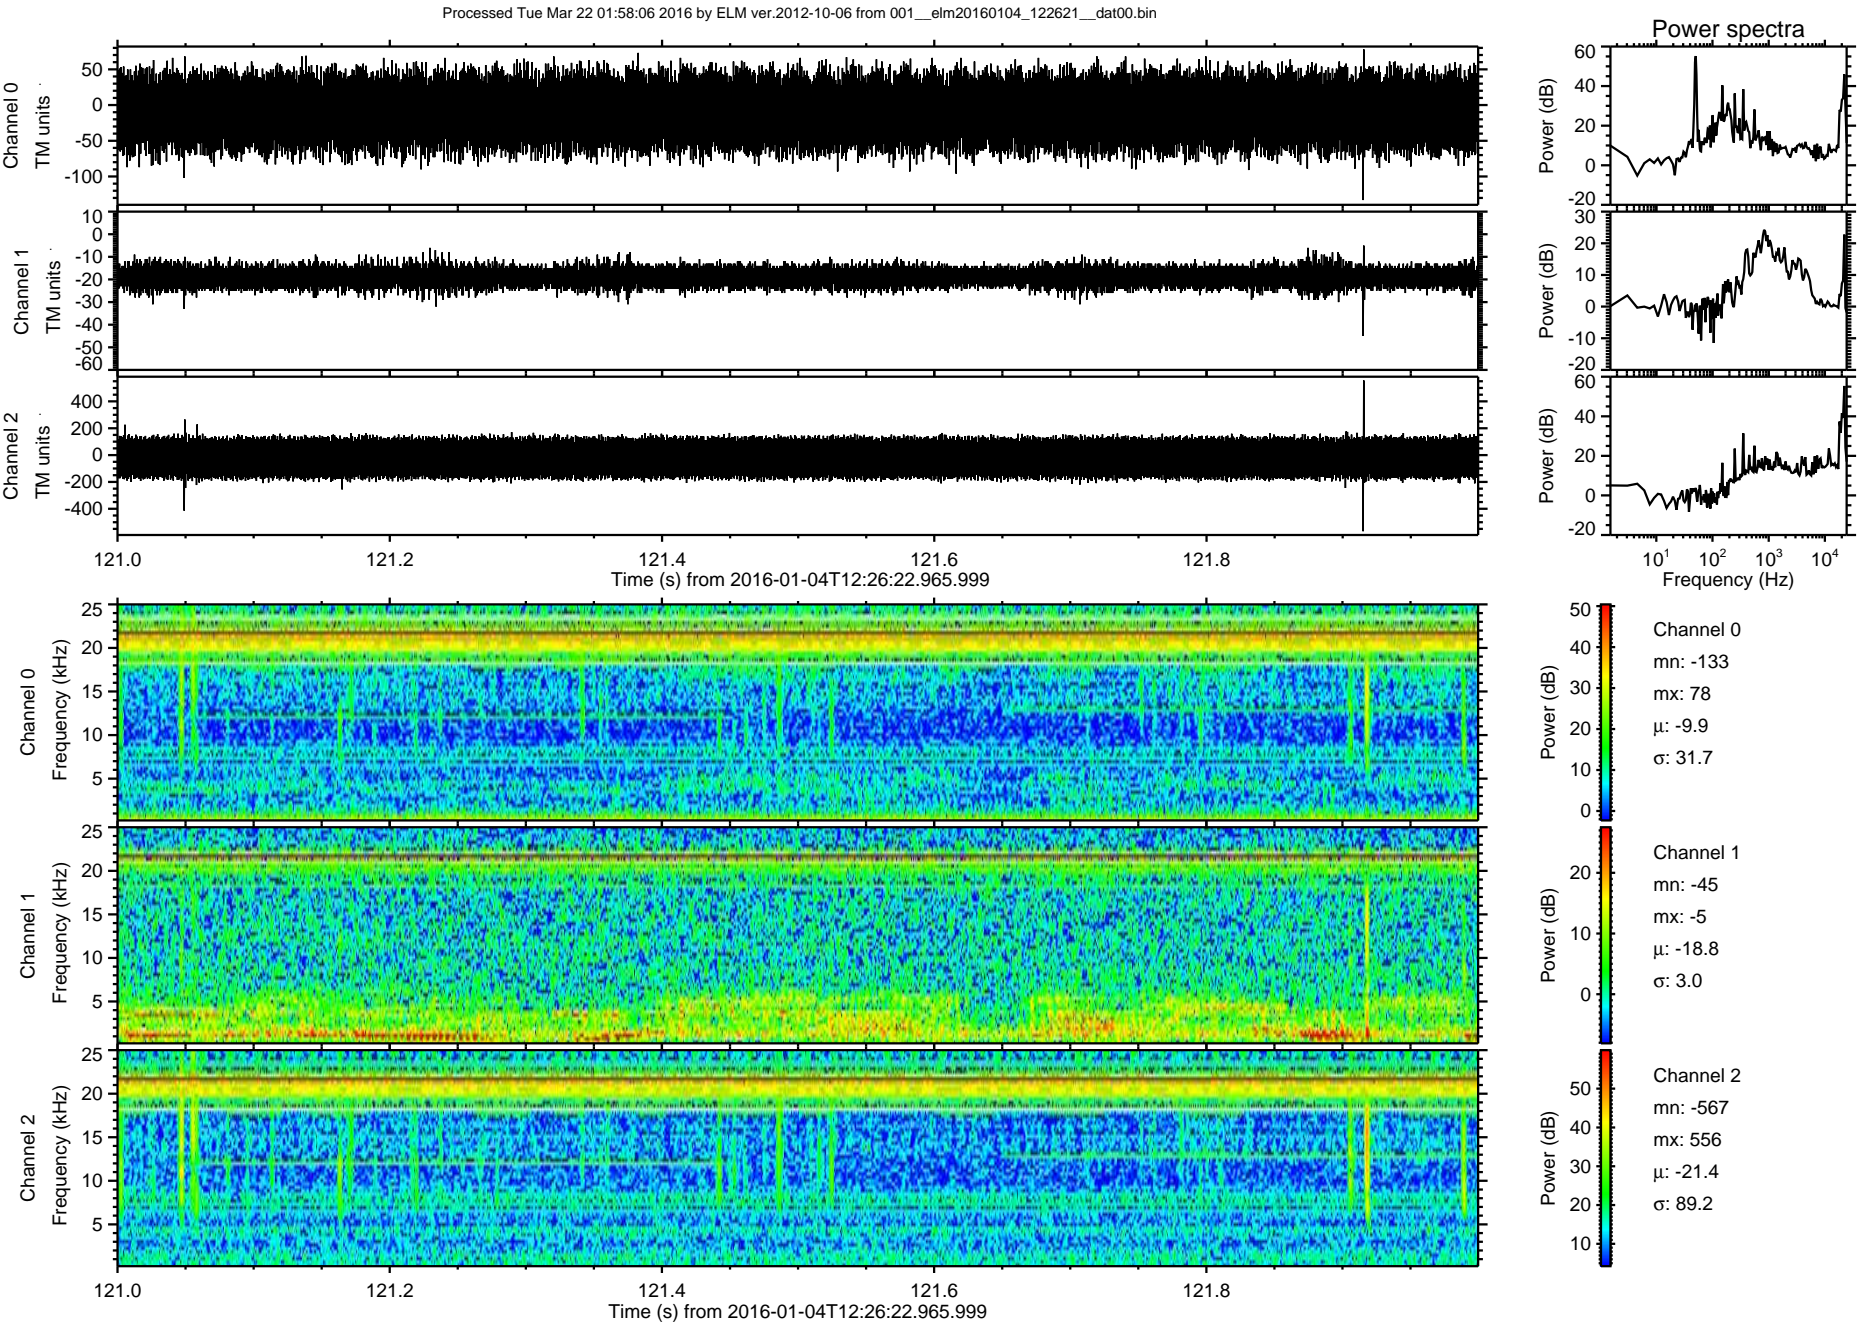 Processed Tue Mar 22 01:58:06 2016 by ELM ver.2012-10-06 from 001__elm20160104_122621__dat00.bin
Power spectra
Channel 0
TM units
50
0
-50
-100
Power (dB)
60
40
20
0
-20
Channel 1
TM units
10
0
-10
-20
-30
-40
-50
-60
Power (dB)
30
20
10
0
-10
-20
Channel 2
TM units
400
200
0
-200
-400
Power (dB)
60
40
20
0
-20
121.0 121.2 121.4 121.6 121.8
Time (s) from 2016-01-04T12:26:22.965.999
10^1 10^2 10^3 10^4
Frequency (Hz)
Channel 0
Frequency (kHz)
25
20
15
10
5
Power (dB)
50
40
30
20
10
0
Channel 0
mn: -133
mx: 78
μ: -9.9
σ: 31.7
Channel 1
Frequency (kHz)
25
20
15
10
5
Power (dB)
20
10
0
Channel 1
mn: -45
mx: -5
μ: -18.8
σ: 3.0
Channel 2
Frequency (kHz)
25
20
15
10
5
Power (dB)
50
40
30
20
10
Channel 2
mn: -567
mx: 556
μ: -21.4
σ: 89.2
121.0 121.2 121.4 121.6 121.8
Time (s) from 2016-01-04T12:26:22.965.999